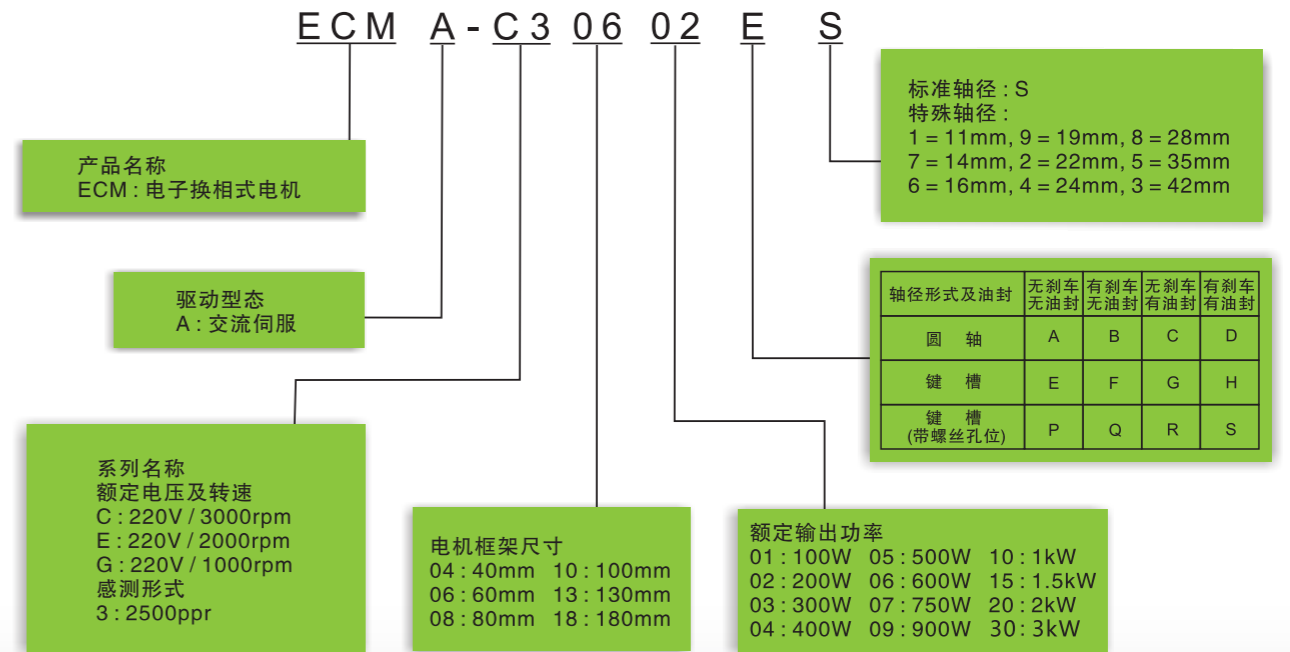 ECM A-C3 06 02 E S
标准轴径 : S
特殊轴径 :
1 = 11mm, 9 = 19mm, 8 = 28mm
7 = 14mm, 2 = 22mm, 5 = 35mm
6 = 16mm, 4 = 24mm, 3 = 42mm
产品名称
ECM : 电子换相式电机
驱动型态
A : 交流伺服
轴径形式及油封 无刹车无油封 有刹车无油封 无刹车有油封 有刹车有油封
圆 轴 A B C D
键 槽 E F G H
键 槽
(带螺丝孔位) P Q R S
系列名称
额定电压及转速
C : 220V / 3000rpm
E : 220V / 2000rpm
G : 220V / 1000rpm
感测形式
3 : 2500ppr
电机框架尺寸
04 : 40mm 10 : 100mm
06 : 60mm 13 : 130mm
08 : 80mm 18 : 180mm
额定输出功率
01 : 100W 05 : 500W 10 : 1kW
02 : 200W 06 : 600W 15 : 1.5kW
03 : 300W 07 : 750W 20 : 2kW
04 : 400W 09 : 900W 30 : 3kW